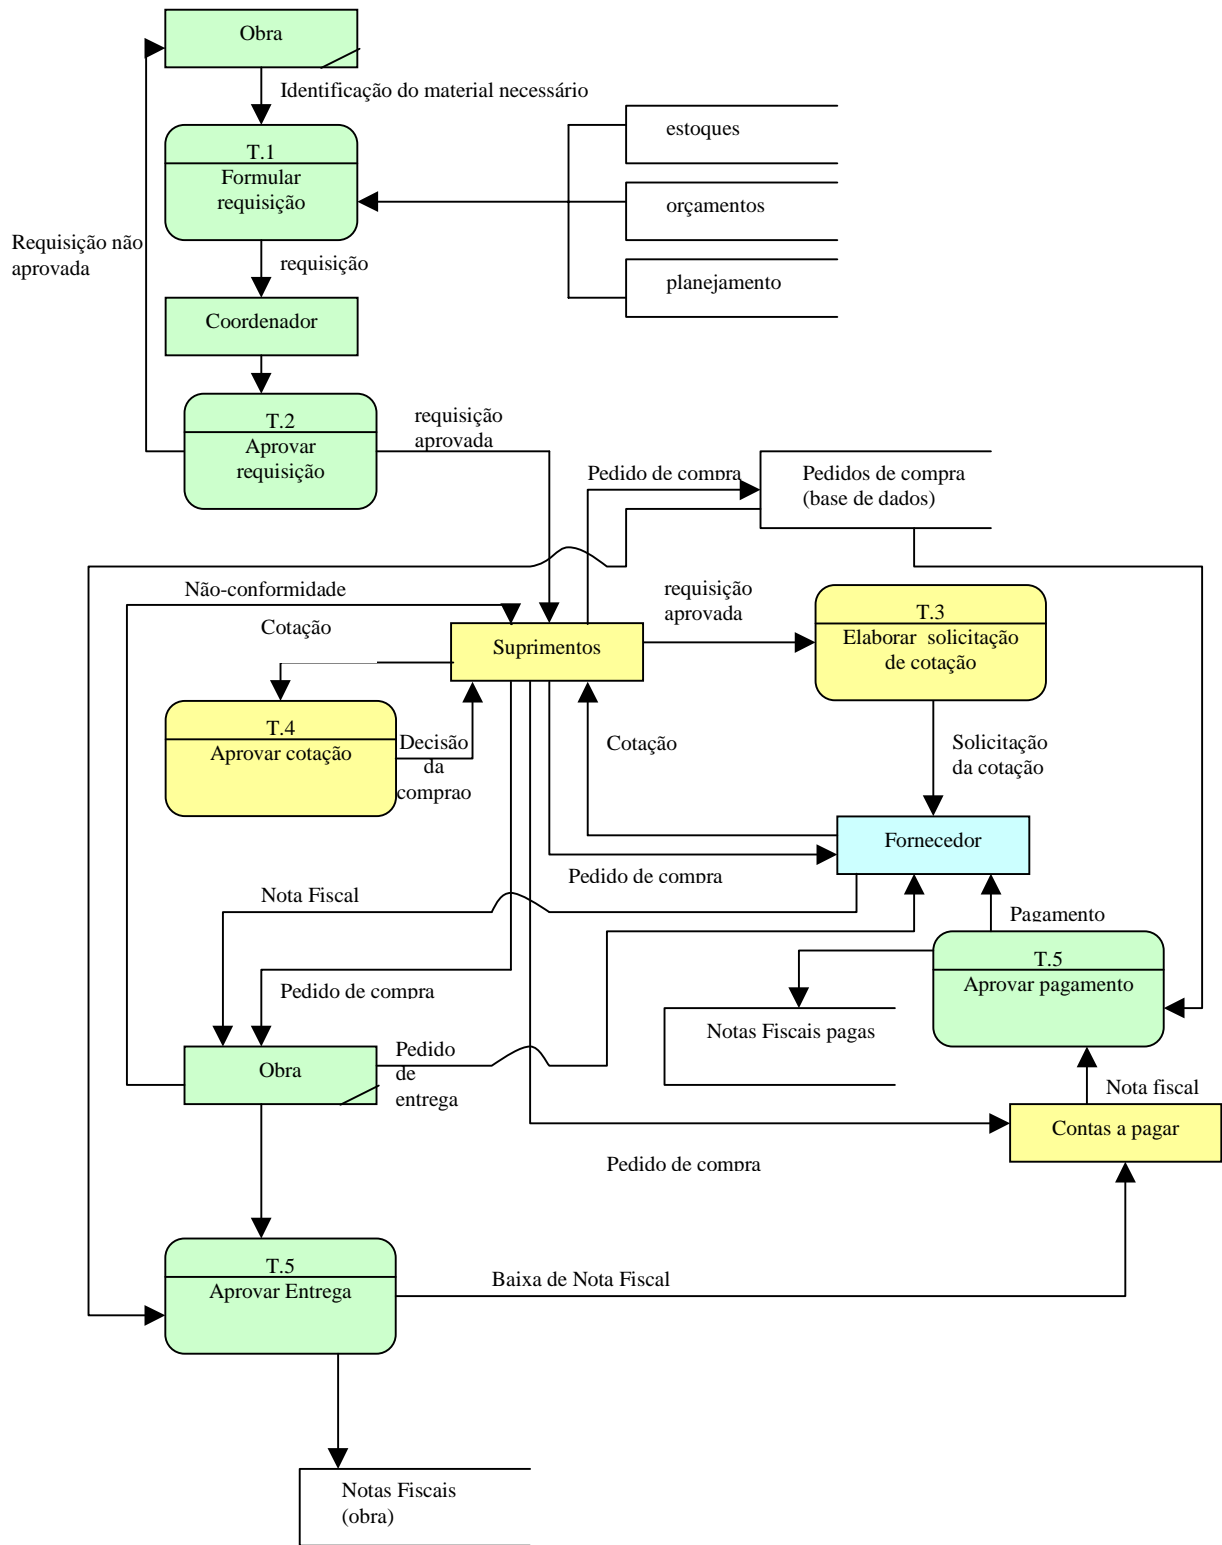 Obra
Identificação do material necessário
estoques
T.1
Formular
requisição
orçamentos
Requisição não
aprovada
requisição
planejamento
Coordenador
T.2
Aprovar
requisição
requisição
aprovada
Pedido de compra
Pedidos de compra
(base de dados)
Não-conformidade
requisição
aprovada
T.3
Elaborar solicitação
de cotação
Cotação
Suprimentos
T.4
Aprovar cotação
Decisão
da
comprao
Cotação
Solicitação
da cotação
Fornecedor
Pedido de compra
Nota Fiscal
Pagamento
T.5
Aprovar pagamento
Pedido de compra
Notas Fiscais pagas
Obra
Pedido
de
entrega
Nota fiscal
Contas a pagar
Pedido de compra
T.5
Aprovar Entrega
Baixa de Nota Fiscal
Notas Fiscais
(obra)